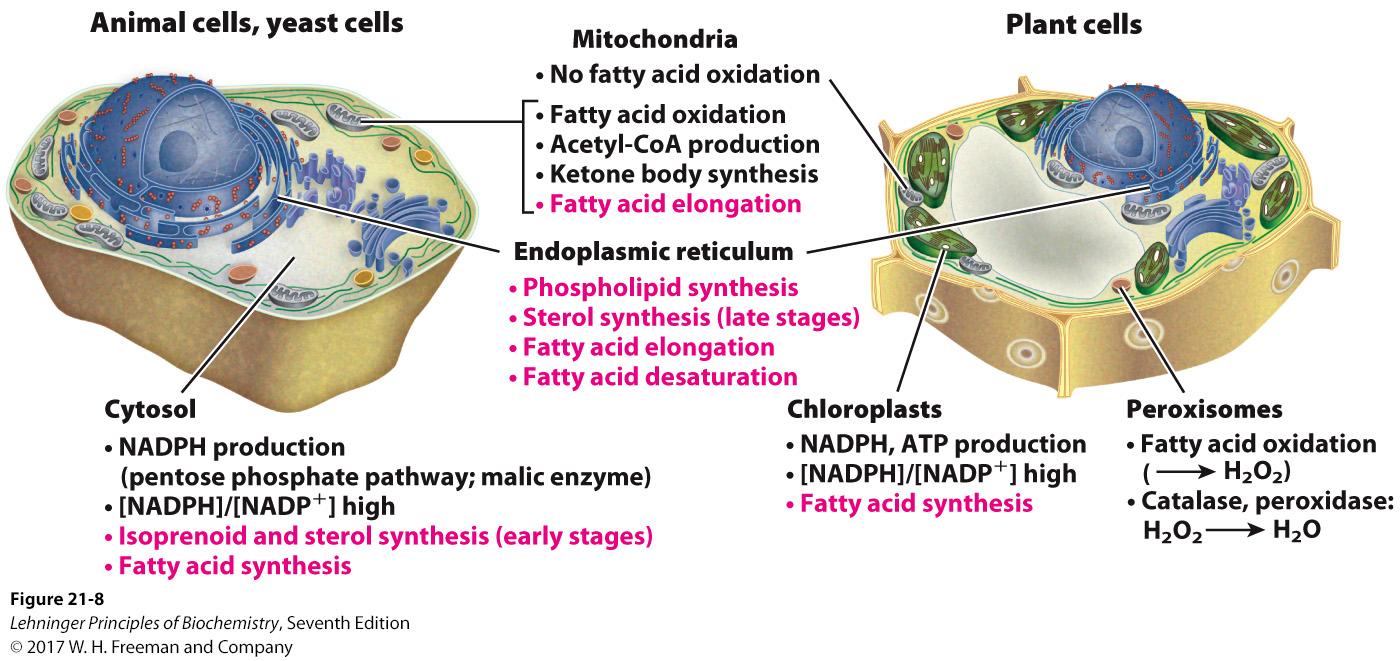 Animal cells, yeast cells
Plant cells
Mitochondria
• No fatty acid oxidation
• Fatty acid oxidation
• Acetyl-CoA production
• Ketone body synthesis
• Fatty acid elongation
Endoplasmic reticulum
• Phospholipid synthesis
• Sterol synthesis (late stages)
• Fatty acid elongation
• Fatty acid desaturation
Cytosol
• NADPH production
(pentose phosphate pathway; malic enzyme)
• [NADPH]/[NADP⁺] high
• Isoprenoid and sterol synthesis (early stages)
• Fatty acid synthesis
Chloroplasts
• NADPH, ATP production
• [NADPH]/[NADP⁺] high
• Fatty acid synthesis
Peroxisomes
• Fatty acid oxidation
(⟶ H₂O₂)
• Catalase, peroxidase:
H₂O₂ ⟶ H₂O
Figure 21-8
Lehninger Principles of Biochemistry, Seventh Edition
© 2017 W. H. Freeman and Company